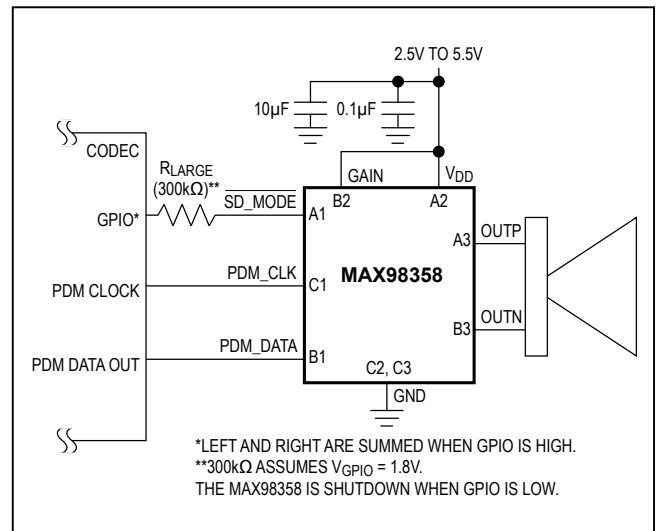 2.5V TO 5.5V
10µF
0.1µF
CODEC
RLARGE
(300kΩ)**
SD_MODE
GAIN
VDD
B2
A2
GPIO*
A1
A3
OUTP
PDM CLOCK
PDM_CLK
C1
MAX98358
B3
OUTN
PDM DATA OUT
PDM_DATA
B1
C2, C3
GND
*LEFT AND RIGHT ARE SUMMED WHEN GPIO IS HIGH.
**300kΩ ASSUMES VGPIO = 1.8V.
THE MAX98358 IS SHUTDOWN WHEN GPIO IS LOW.